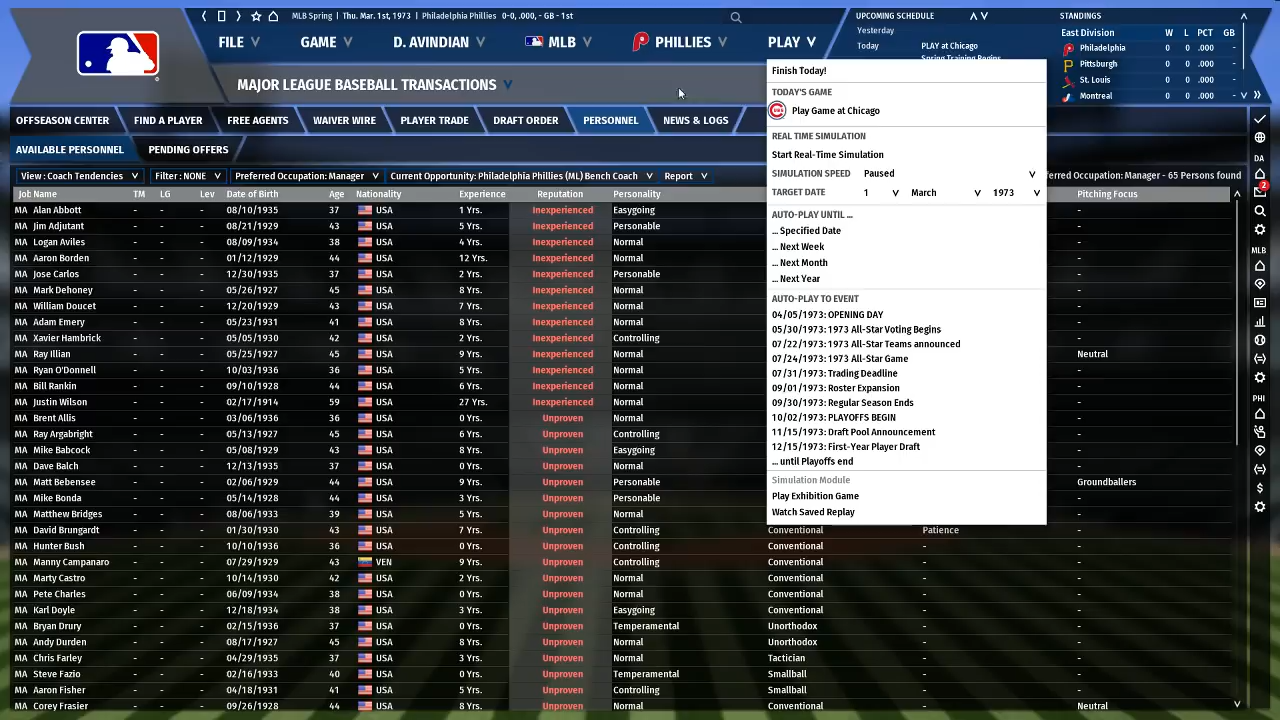 MLB Spring | Thu. Mar. 1st, 1973 | Philadelphia Phillies 0-0, .000, - GB - 1st
FILE GAME D. AVINDIAN MLB PHILLIES PLAY
MAJOR LEAGUE BASEBALL TRANSACTIONS
UPCOMING SCHEDULE
Yesterday
Today PLAY at Chicago
Spring Training Begins
STANDINGS
East Division W L PCT GB
Philadelphia 0 0 .000 -
Pittsburgh 0 0 .000 -
St. Louis 0 0 .000 -
Montreal 0 0 .000 -
OFFSEASON CENTER FIND A PLAYER FREE AGENTS WAIVER WIRE PLAYER TRADE DRAFT ORDER PERSONNEL NEWS & LOGS
AVAILABLE PERSONNEL PENDING OFFERS
View : Coach Tendencies Filter : NONE Preferred Occupation: Manager Current Opportunity: Philadelphia Phillies (ML) Bench Coach Report
red Occupation: Manager - 65 Persons found
Job Name TM LG Lev Date of Birth Age Nationality Experience Reputation Personality Pitching Focus
MA Alan Abbott - - - 08/10/1935 37 USA 1 Yrs. Inexperienced Easygoing -
MA Jim Adjutant - - - 08/21/1929 43 USA 5 Yrs. Inexperienced Personable -
MA Logan Aviles - - - 08/09/1934 38 USA 4 Yrs. Inexperienced Normal -
MA Aaron Borden - - - 01/12/1929 44 USA 12 Yrs. Inexperienced Normal -
MA Jose Carlos - - - 12/30/1935 37 USA 2 Yrs. Inexperienced Personable -
MA Mark Dehoney - - - 05/26/1927 45 USA 8 Yrs. Inexperienced Normal -
MA William Doucet - - - 12/20/1929 43 USA 7 Yrs. Inexperienced Normal -
MA Adam Emery - - - 05/23/1931 41 USA 8 Yrs. Inexperienced Normal -
MA Xavier Hambrick - - - 05/05/1930 42 USA 2 Yrs. Inexperienced Controlling -
MA Ray Illian - - - 05/25/1927 45 USA 9 Yrs. Inexperienced Normal Neutral
MA Ryan O'Donnell - - - 10/03/1936 36 USA 5 Yrs. Inexperienced Normal -
MA Bill Rankin - - - 09/10/1928 44 USA 6 Yrs. Inexperienced Normal -
MA Justin Wilson - - - 02/17/1914 59 USA 27 Yrs. Inexperienced Normal -
MA Brent Allis - - - 03/06/1936 36 USA 0 Yrs. Unproven Normal -
MA Ray Argabright - - - 05/13/1927 45 USA 6 Yrs. Unproven Controlling -
MA Mike Babcock - - - 05/08/1929 43 USA 8 Yrs. Unproven Easygoing -
MA Dave Balch - - - 12/13/1935 37 USA 0 Yrs. Unproven Normal -
MA Matt Betensee - - - 02/06/1929 44 USA 9 Yrs. Unproven Personable Groundballers
MA Mike Bonda - - - 05/14/1928 44 USA 3 Yrs. Unproven Personable -
MA Matthew Bridges - - - 08/06/1933 39 USA 5 Yrs. Unproven Normal -
MA David Brungardt - - - 01/30/1930 43 USA 7 Yrs. Unproven Controlling Conventional Patience -
MA Hunter Bush - - - 10/10/1936 36 USA 0 Yrs. Unproven Controlling Conventional - -
MA Manny Campanaro - - - 07/29/1929 43 VEN 9 Yrs. Unproven Controlling Conventional - -
MA Marty Castro - - - 10/14/1930 42 USA 2 Yrs. Unproven Normal Conventional - -
MA Pete Charles - - - 06/09/1934 38 USA 0 Yrs. Unproven Normal Conventional - -
MA Karl Doyle - - - 12/18/1934 38 USA 3 Yrs. Unproven Easygoing Conventional - -
MA Bryan Drury - - - 02/15/1936 37 USA 0 Yrs. Unproven Temperamental Unorthodox - -
MA Andy Durden - - - 08/17/1927 45 USA 8 Yrs. Unproven Normal Unorthodox - -
MA Chris Farley - - - 04/29/1935 37 USA 3 Yrs. Unproven Normal Tactician - -
MA Steve Fazio - - - 02/16/1933 40 USA 0 Yrs. Unproven Temperamental Smallball - -
MA Aaron Fisher - - - 04/18/1931 41 USA 5 Yrs. Unproven Controlling Smallball - -
MA Corey Frasier - - - 09/26/1928 44 USA 8 Yrs. Unproven Normal Smallball - Neutral
Finish Today!
TODAY'S GAME
Play Game at Chicago
REAL TIME SIMULATION
Start Real-Time Simulation
SIMULATION SPEED Paused
TARGET DATE 1 March 1973
AUTO-PLAY UNTIL ...
... Specified Date
... Next Week
... Next Month
... Next Year
AUTO-PLAY TO EVENT
04/05/1973: OPENING DAY
05/30/1973: 1973 All-Star Voting Begins
07/22/1973: 1973 All-Star Teams announced
07/24/1973: 1973 All-Star Game
07/31/1973: Trading Deadline
09/01/1973: Roster Expansion
09/30/1973: Regular Season Ends
10/02/1973: PLAYOFFS BEGIN
11/15/1973: Draft Pool Announcement
12/15/1973: First-Year Player Draft
... until Playoffs end
Simulation Module
Play Exhibition Game
Watch Saved Replay
DA
2
MLB
PHI